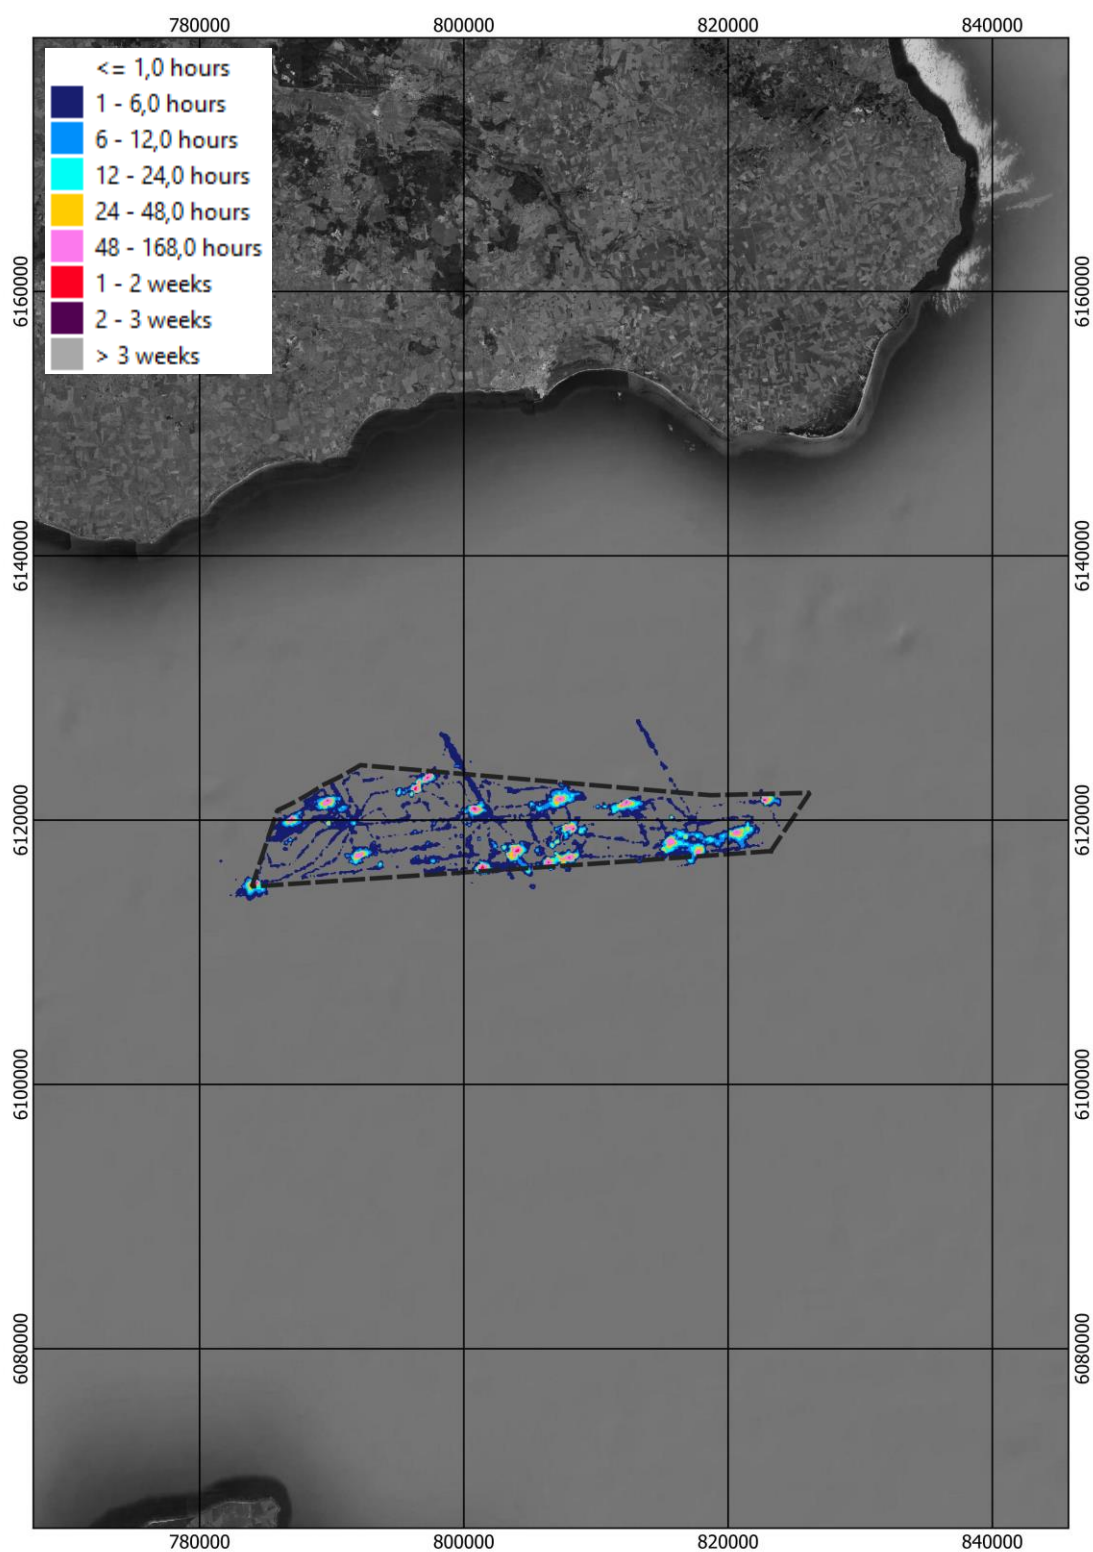 780000 800000 820000 840000
<= 1,0 hours
1 - 6,0 hours
6 - 12,0 hours
12 - 24,0 hours
24 - 48,0 hours
48 - 168,0 hours
1 - 2 weeks
2 - 3 weeks
> 3 weeks
6160000 6160000
6140000 6140000
6120000 6120000
6100000 6100000
6080000 6080000
780000 800000 820000 840000